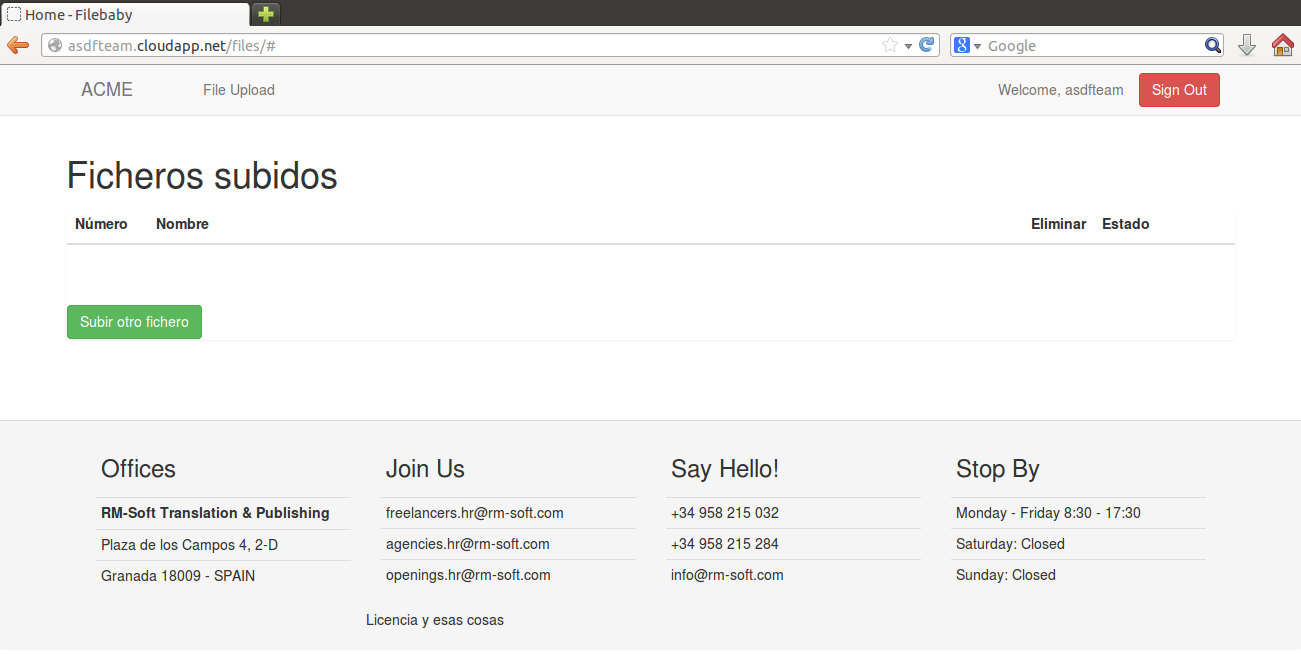 Home - Filebaby
asdfteam.cloudapp.net/files/#
Google
ACME File Upload Welcome, asdfteam Sign Out
Ficheros subidos
Número Nombre Eliminar Estado
Subir otro fichero
Offices Join Us Say Hello! Stop By
RM-Soft Translation & Publishing freelancers.hr@rm-soft.com +34 958 215 032 Monday - Friday 8:30 - 17:30
Plaza de los Campos 4, 2-D agencies.hr@rm-soft.com +34 958 215 284 Saturday: Closed
Granada 18009 - SPAIN openings.hr@rm-soft.com info@rm-soft.com Sunday: Closed
Licencia y esas cosas